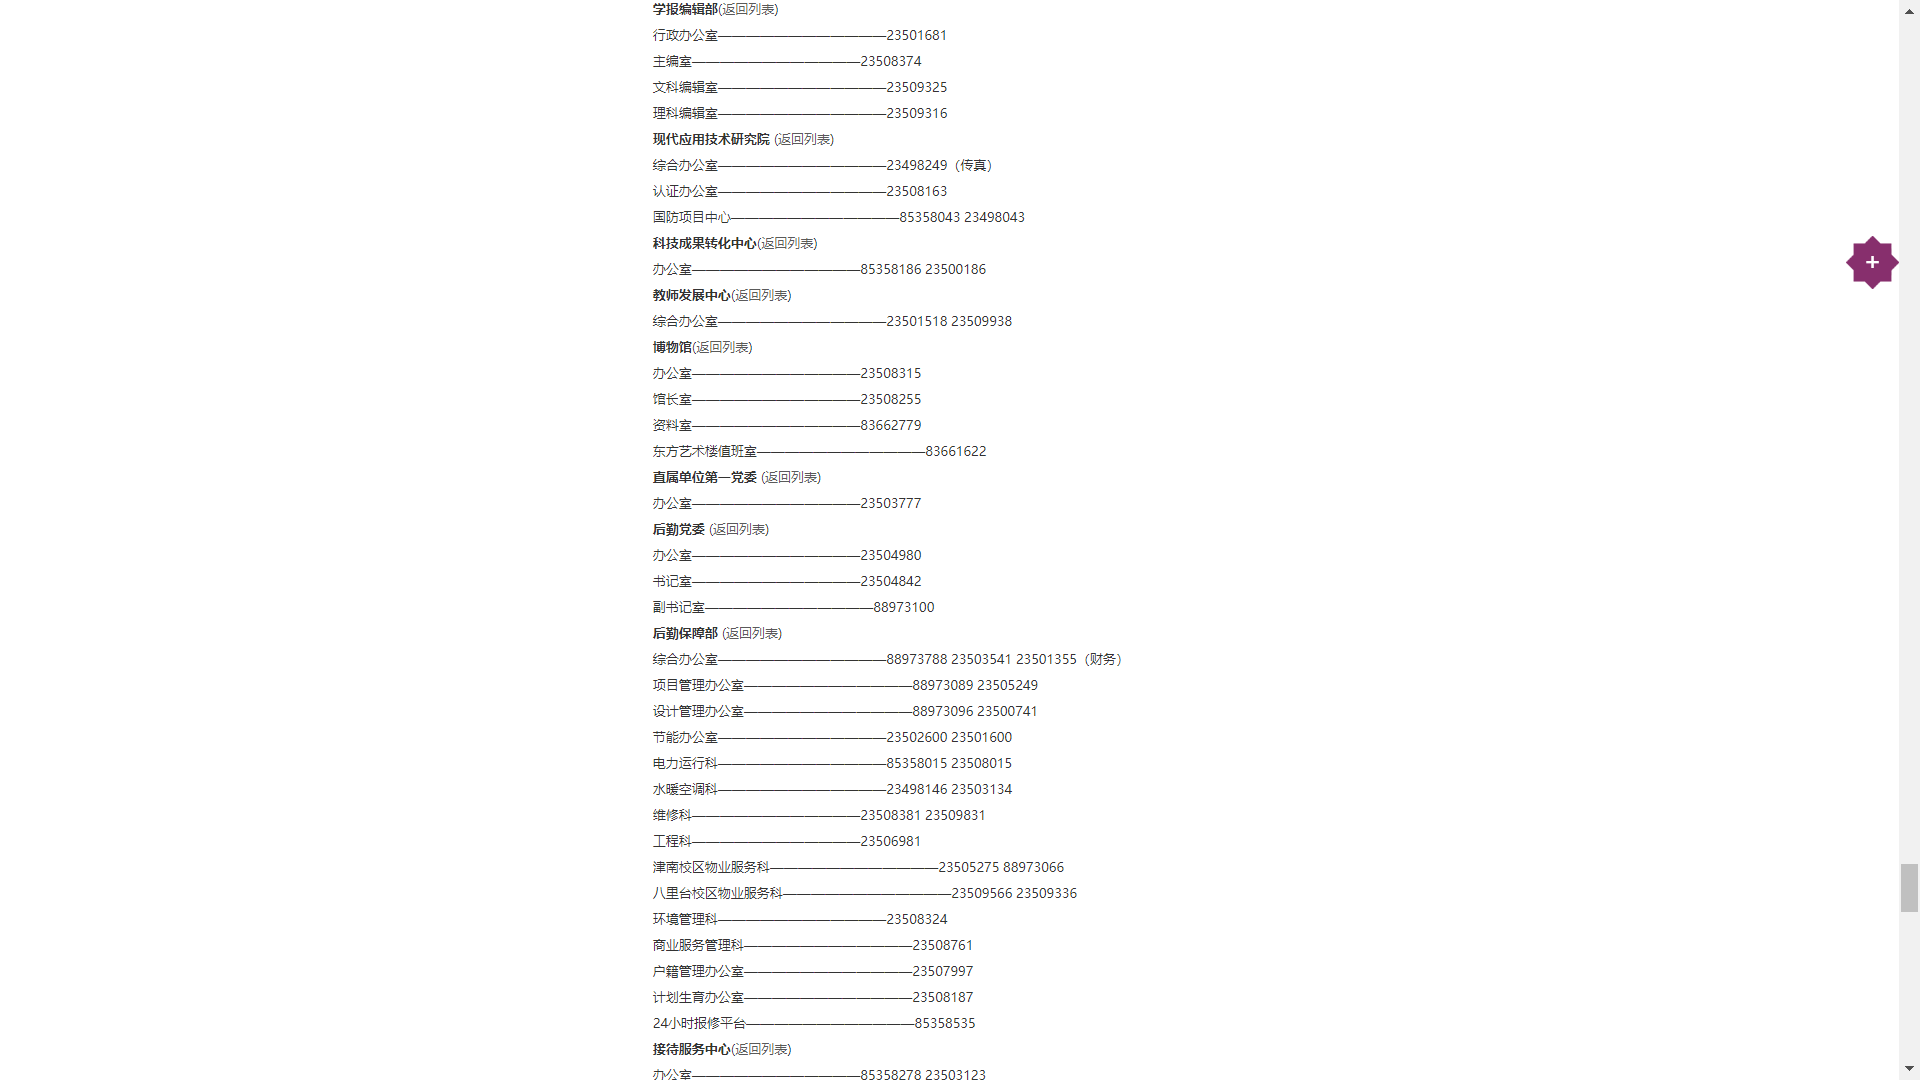 学报编辑部(返回列表)
行政办公室————————————23501681
主编室————————————23508374
文科编辑室————————————23509325
理科编辑室————————————23509316
现代应用技术研究院 (返回列表)
综合办公室————————————23498249（传真）
认证办公室————————————23508163
国防项目中心————————————85358043 23498043
科技成果转化中心(返回列表)
办公室————————————85358186 23500186
教师发展中心(返回列表)
综合办公室————————————23501518 23509938
博物馆(返回列表)
办公室————————————23508315
馆长室————————————23508255
资料室————————————83662779
东方艺术楼值班室————————————83661622
直属单位第一党委 (返回列表)
办公室————————————23503777
后勤党委 (返回列表)
办公室————————————23504980
书记室————————————23504842
副书记室————————————88973100
后勤保障部 (返回列表)
综合办公室————————————88973788 23503541 23501355（财务）
项目管理办公室————————————88973089 23505249
设计管理办公室————————————88973096 23500741
节能办公室————————————23502600 23501600
电力运行科————————————85358015 23508015
水暖空调科————————————23498146 23503134
维修科————————————23508381 23509831
工程科————————————23506981
津南校区物业服务科————————————23505275 88973066
八里台校区物业服务科————————————23509566 23509336
环境管理科————————————23508324
商业服务管理科————————————23508761
户籍管理办公室————————————23507997
计划生育办公室————————————23508187
24小时报修平台————————————85358535
接待服务中心(返回列表)
办公室————————————85358278 23503123